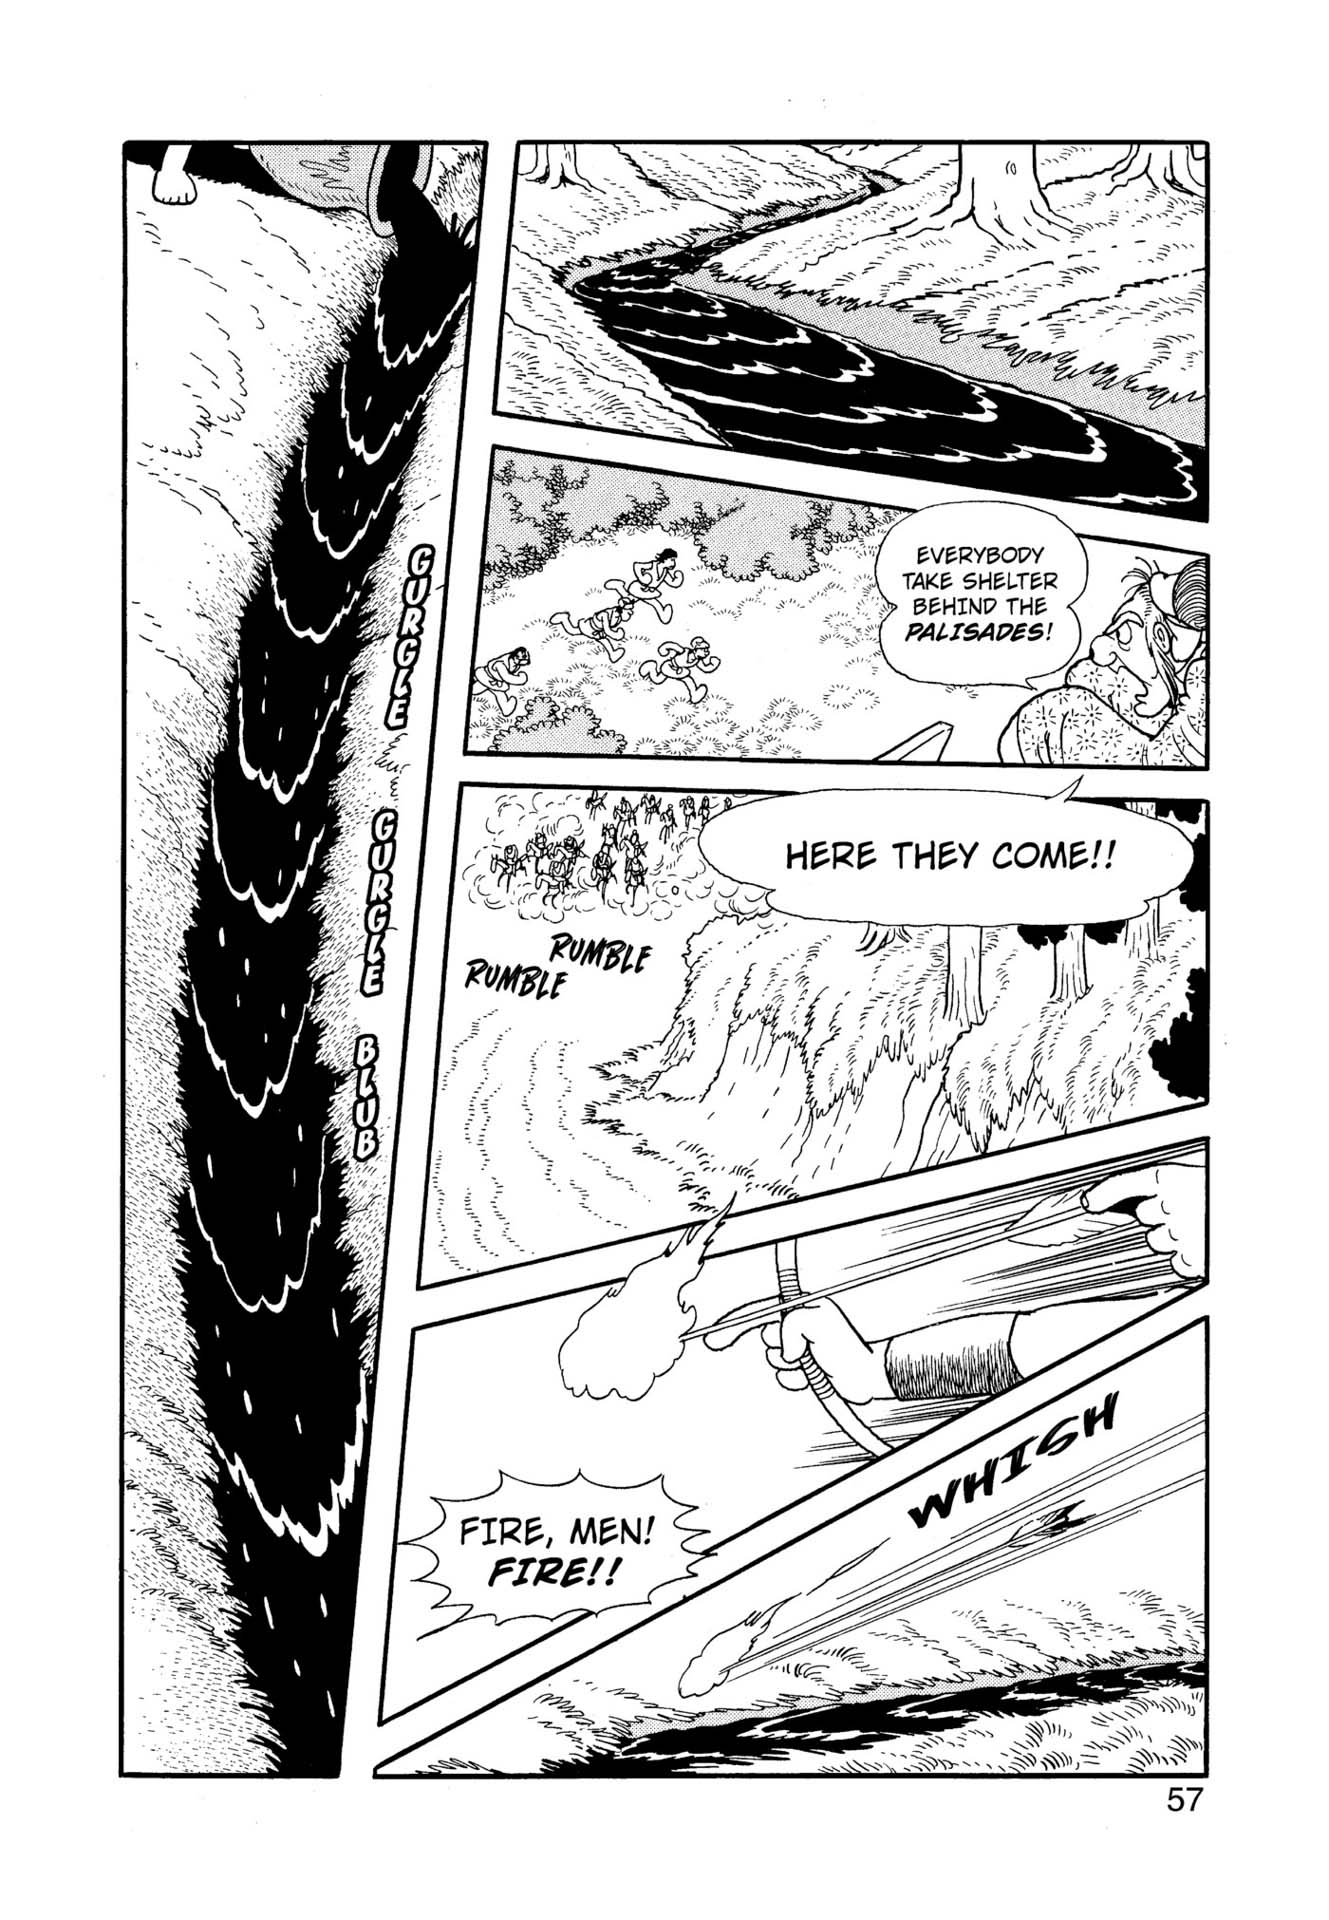 GURGLE
GURGLE
BLUB
EVERYBODY
TAKE SHELTER
BEHIND THE
PALISADES!
HERE THEY COME!!
RUMBLE
RUMBLE
FIRE, MEN!
FIRE!!
WHISH
57